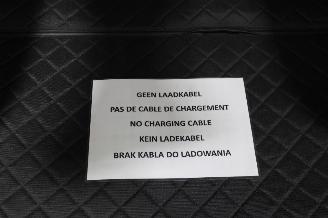 GEEN LAADKABEL
PAS DE CABLE DE CHARGEMENT
NO CHARGING CABLE
KEIN LADEKABEL
BRAK KABLA DO LADOWANIA